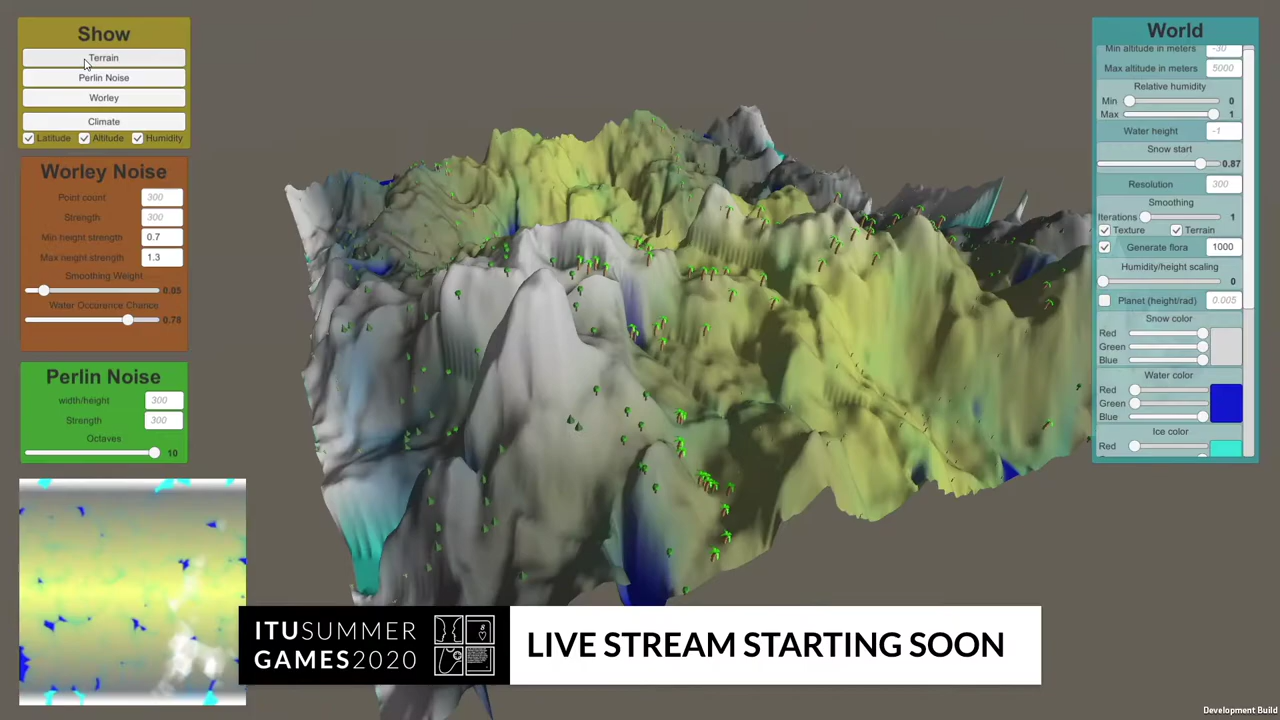 Show
Terrain
Perlin Noise
Worley
Climate
Latitude Altitude Humidity
Worley Noise
Point count 300
Strength 300
Min height strength 0.7
Max height strength 1.3
Smoothing Weight
0.05
Water Occurence Chance
0.78
Perlin Noise
width/height 300
Strength 300
Octaves
10
World
Min altitude in meters -30
Max altitude in meters 5000
Relative humidity
Min 0
Max 1
Water height -1
Snow start
0.87
Resolution 300
Smoothing
Iterations 1
Texture Terrain
Generate flora 1000
Humidity/height scaling
0
Planet (height/rad) 0.005
Snow color
Red
Green
Blue
Water color
Red
Green
Blue
Ice color
Red
ITUSUMMER
GAMES2020
LIVE STREAM STARTING SOON
Development Build